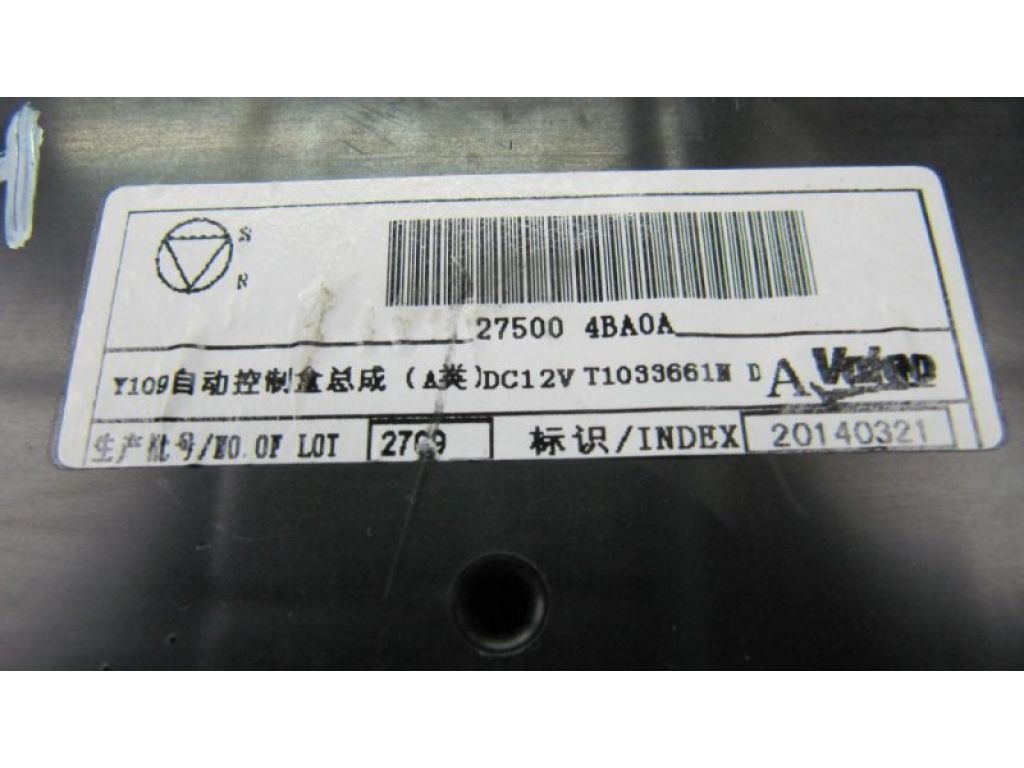 S
R
27500 4BA0A
Y109自动控制盒总成 (A类)DC12V T1033661N D A Valeo
生产批号/NO.OF LOT 2709 标识/INDEX 20140321